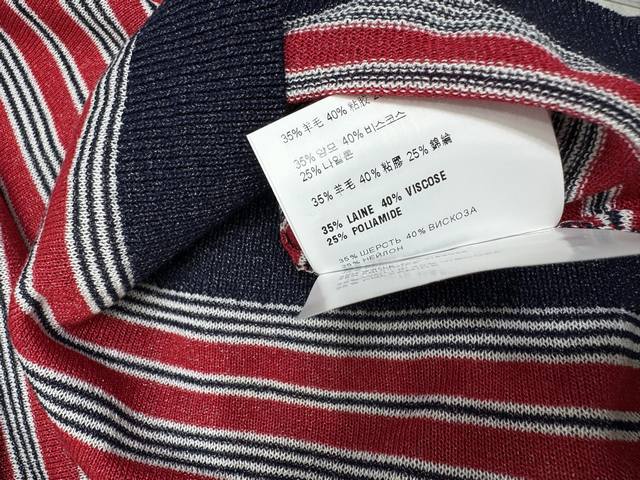 35% 羊毛 40% 粘胶
35% 양모 40% 비스코스
25% 나일론
35% 羊毛 40% 粘膠 25% 錦綸
35% LAINE 40% VISCOSE
25% POLIAMIDE
35% ШЕРСТЬ 40% ВИСКОЗА
НЕЙЛОН